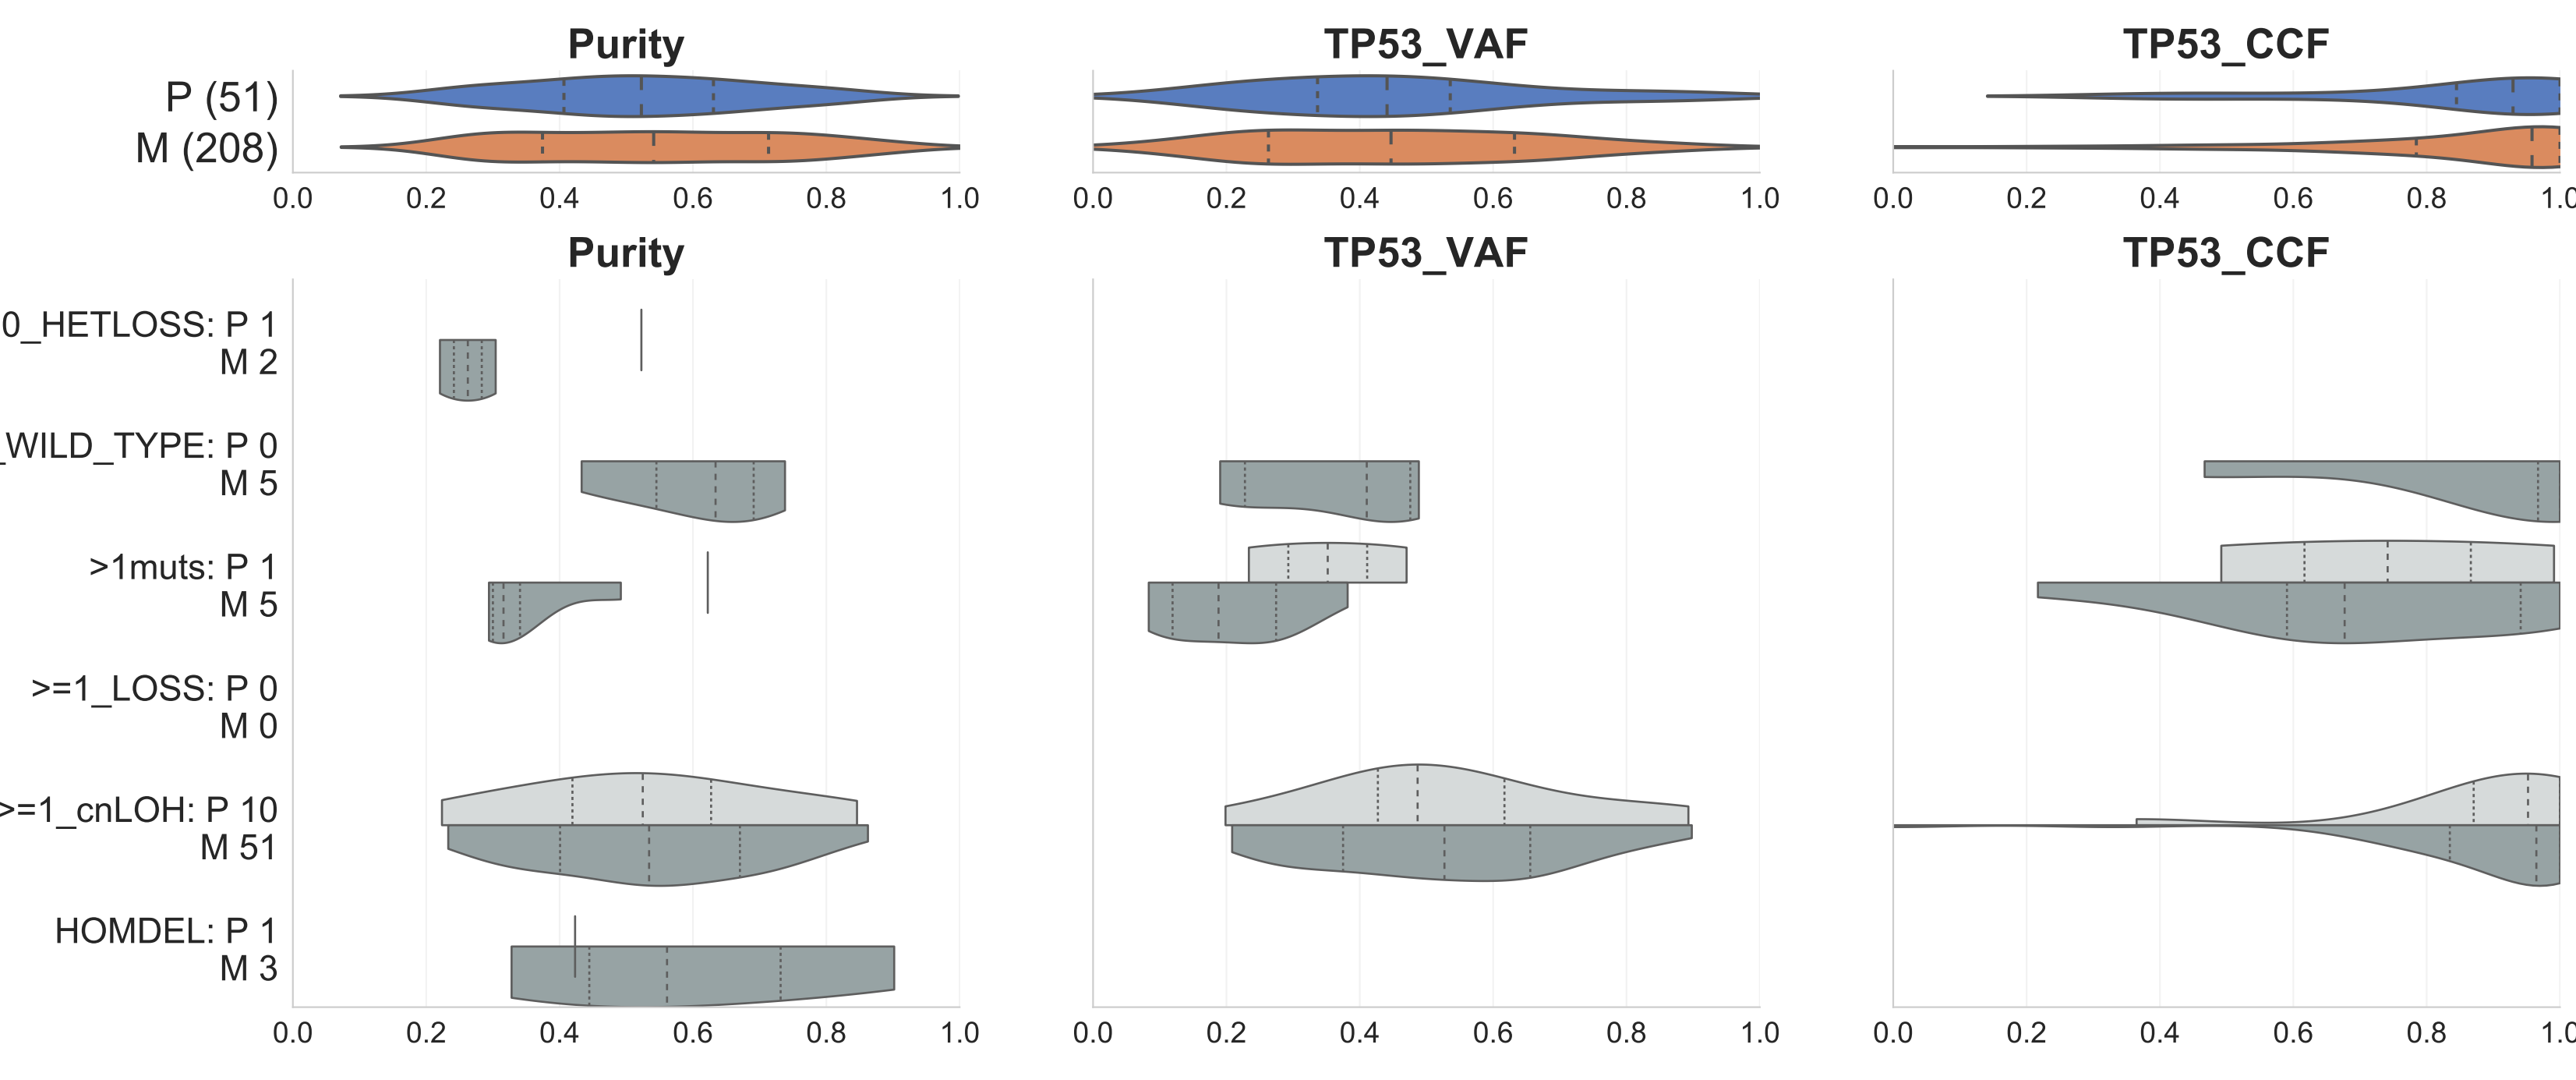 Purity TP53_VAF TP53_CCF
P (51)
M (208)
0.0 0.2 0.4 0.6 0.8 1.0 0.0 0.2 0.4 0.6 0.8 1.0 0.0 0.2 0.4 0.6 0.8 1.0
Purity TP53_VAF TP53_CCF
0_HETLOSS: P 1
M 2
_WILD_TYPE: P 0
M 5
>1muts: P 1
M 5
>=1_LOSS: P 0
M 0
>=1_cnLOH: P 10
M 51
HOMDEL: P 1
M 3
0.0 0.2 0.4 0.6 0.8 1.0 0.0 0.2 0.4 0.6 0.8 1.0 0.0 0.2 0.4 0.6 0.8 1.0